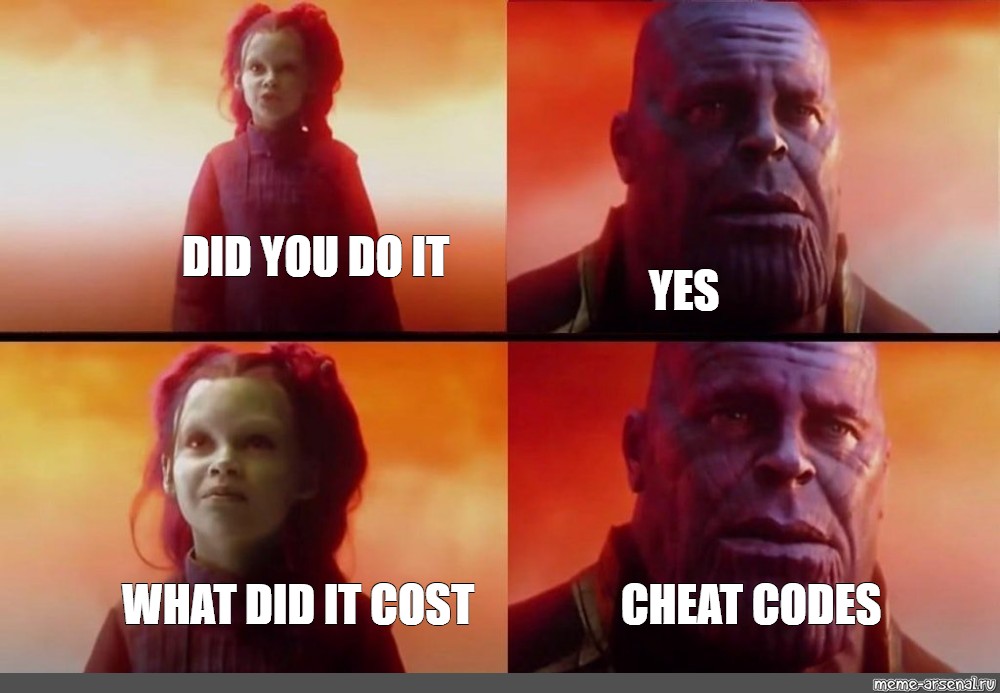 DID YOU DO IT
YES
WHAT DID IT COST
CHEAT CODES
meme-arsenal.ru